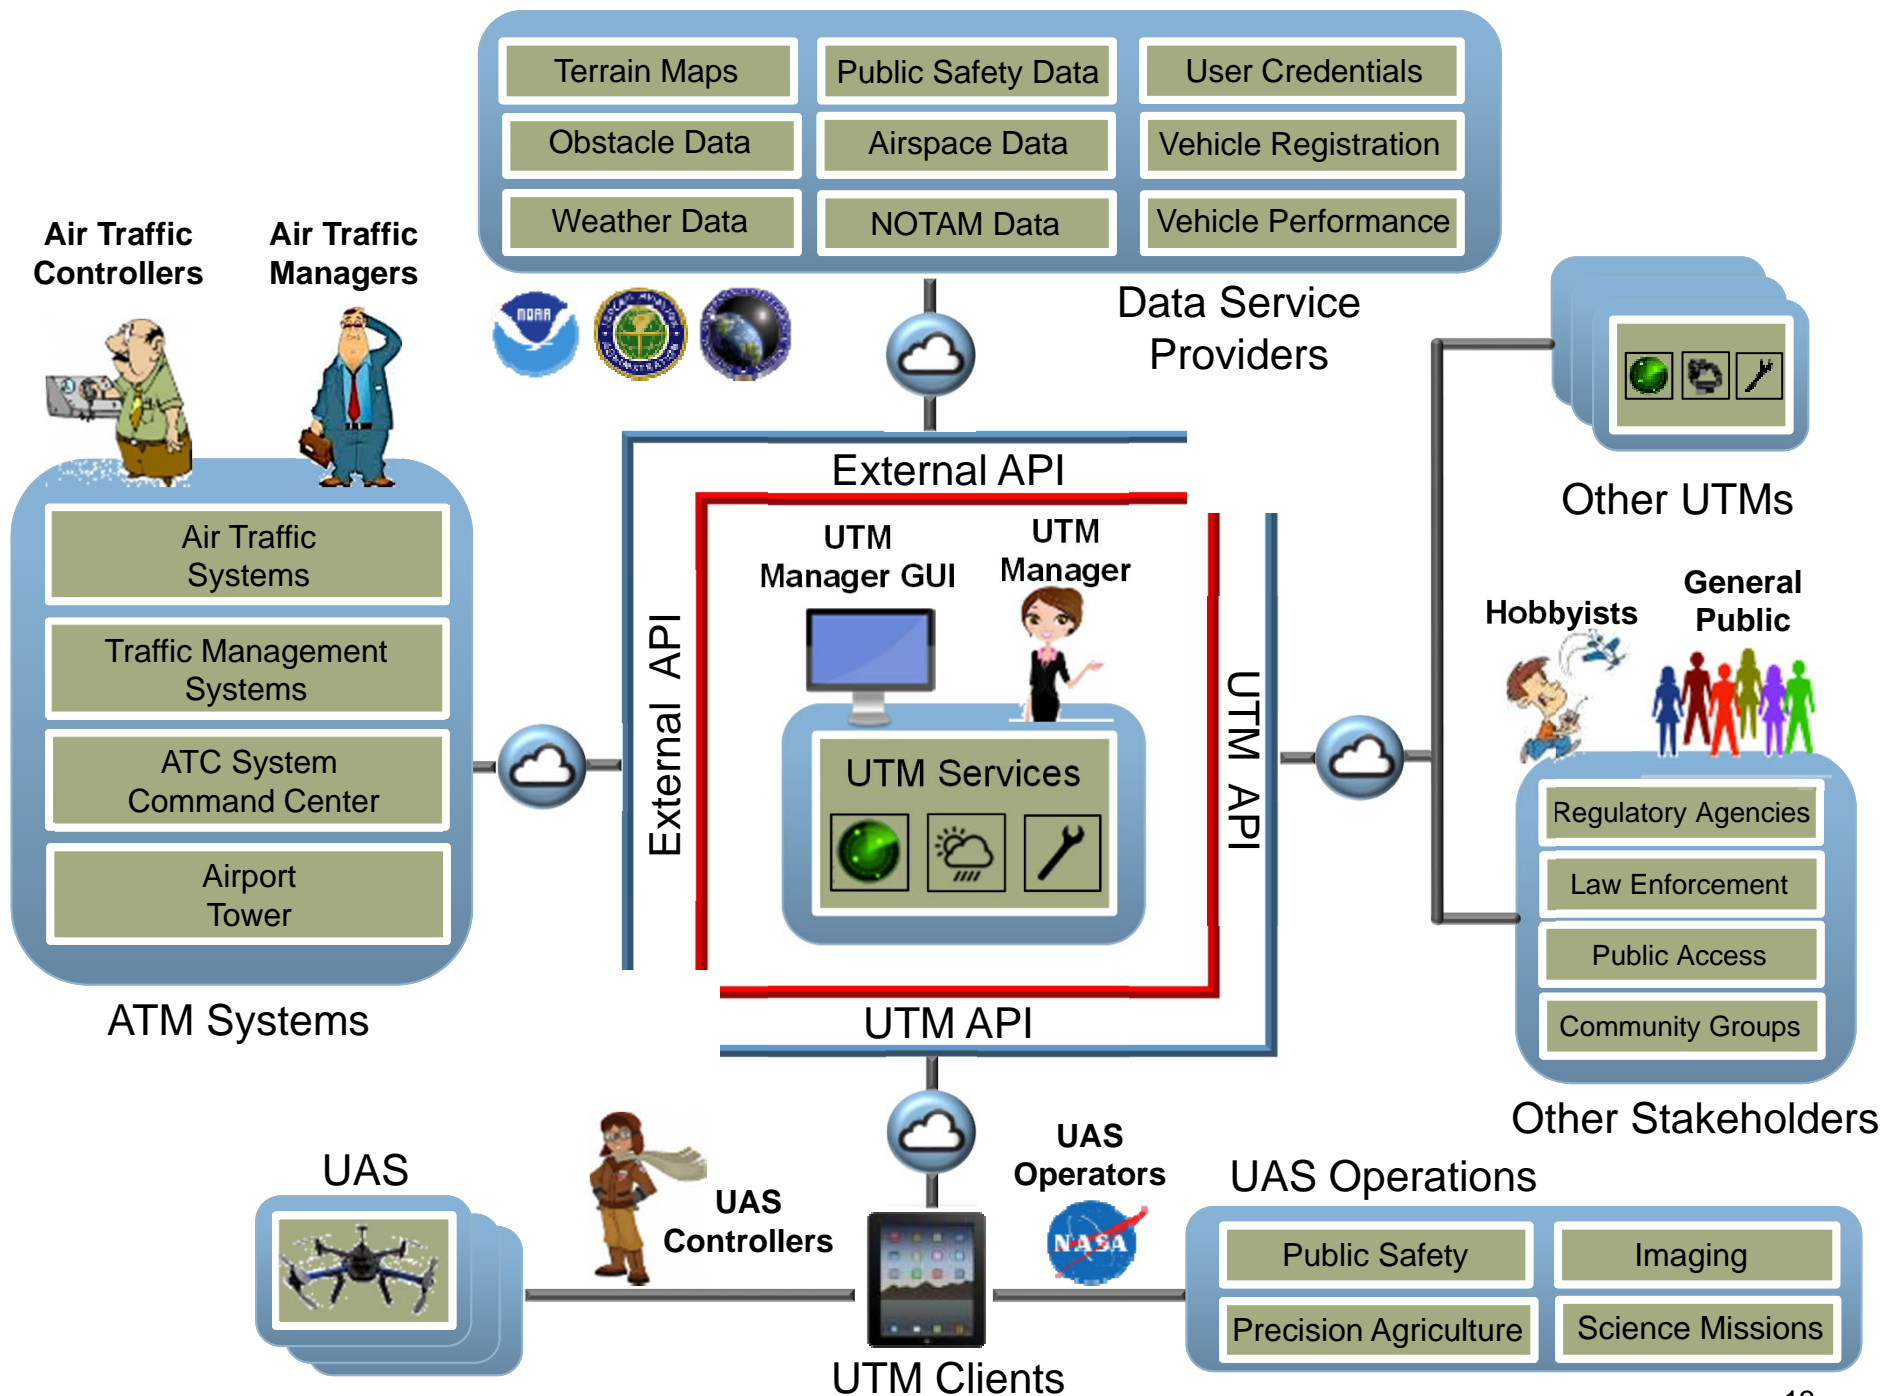 Terrain Maps
Public Safety Data
User Credentials
Obstacle Data
Airspace Data
Vehicle Registration
Weather Data
NOTAM Data
Vehicle Performance
Data Service
Providers
NOAA
Air Traffic
Controllers
Air Traffic
Managers
Air Traffic
Systems
Traffic Management
Systems
ATC System
Command Center
Airport
Tower
ATM Systems
External API
External API
UTM
Manager GUI
UTM
Manager
UTM Services
UTM API
UTM API
Other UTMs
Hobbyists
General
Public
Regulatory Agencies
Law Enforcement
Public Access
Community Groups
Other Stakeholders
UAS
UAS
Controllers
UTM Clients
UAS
Operators
NASA
UAS Operations
Public Safety
Imaging
Precision Agriculture
Science Missions